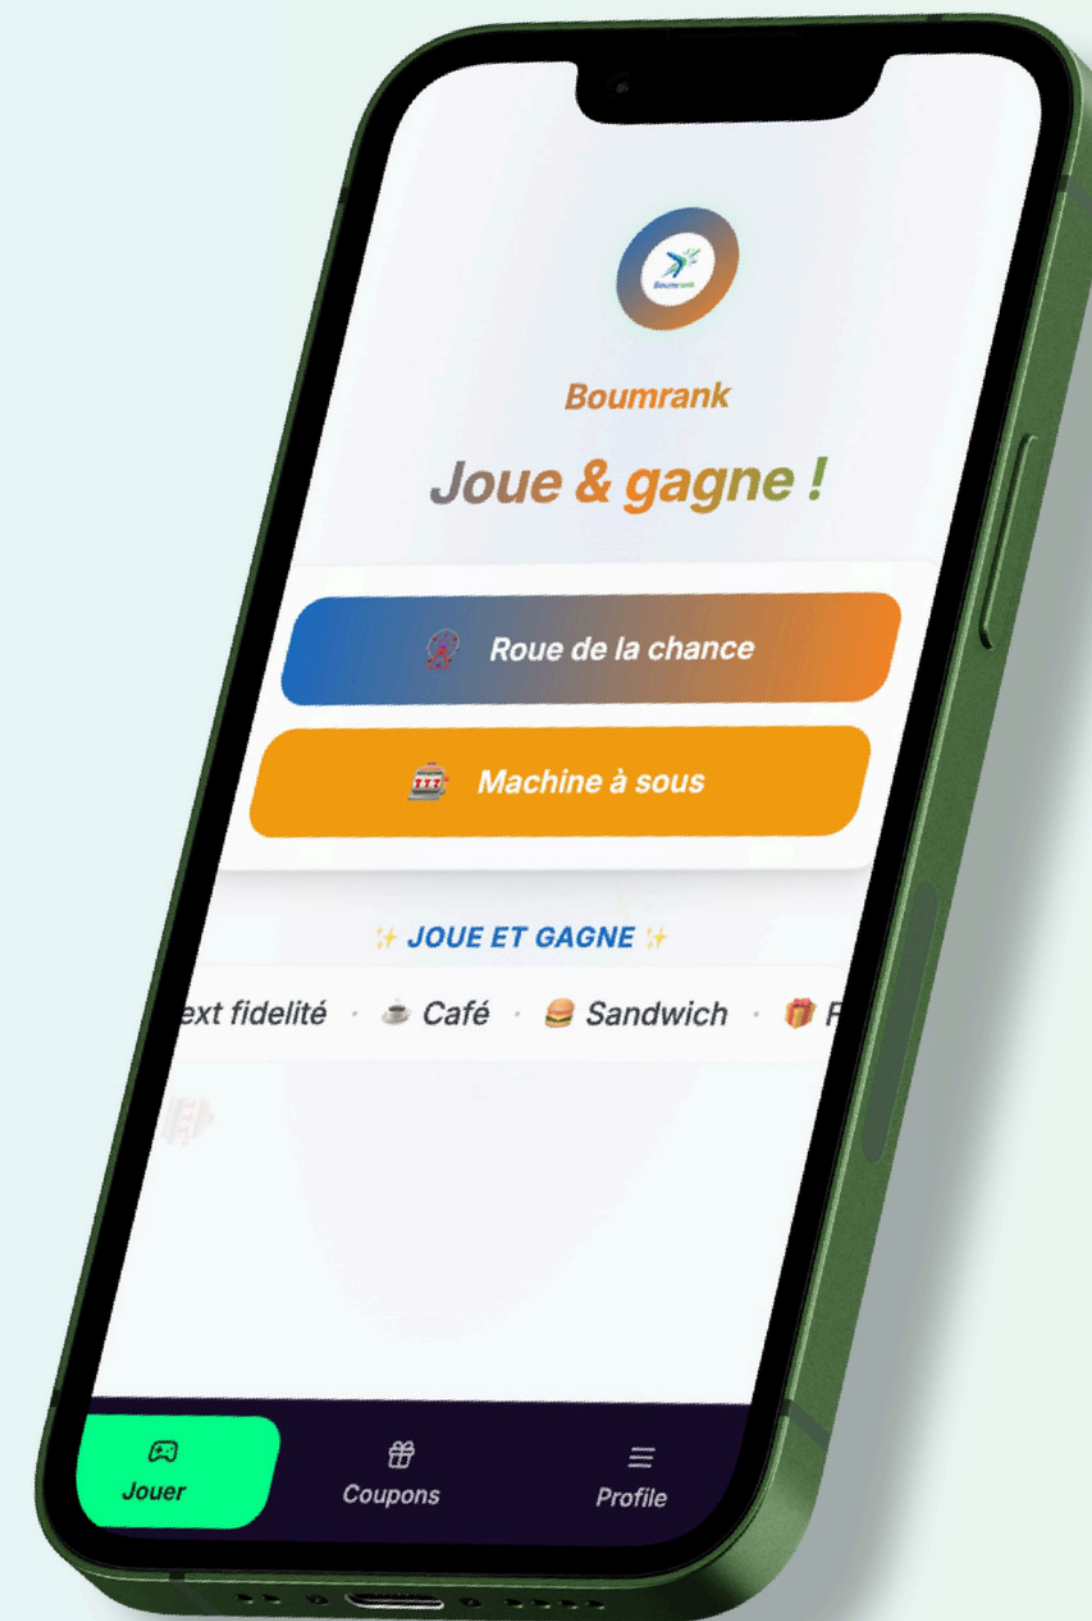 Boumrank
Boumrank
Joue & gagne !
Roue de la chance
Machine à sous
✨ JOUE ET GAGNE ✨
ext fidelité · Café · Sandwich · F
Jouer
Coupons
Profile